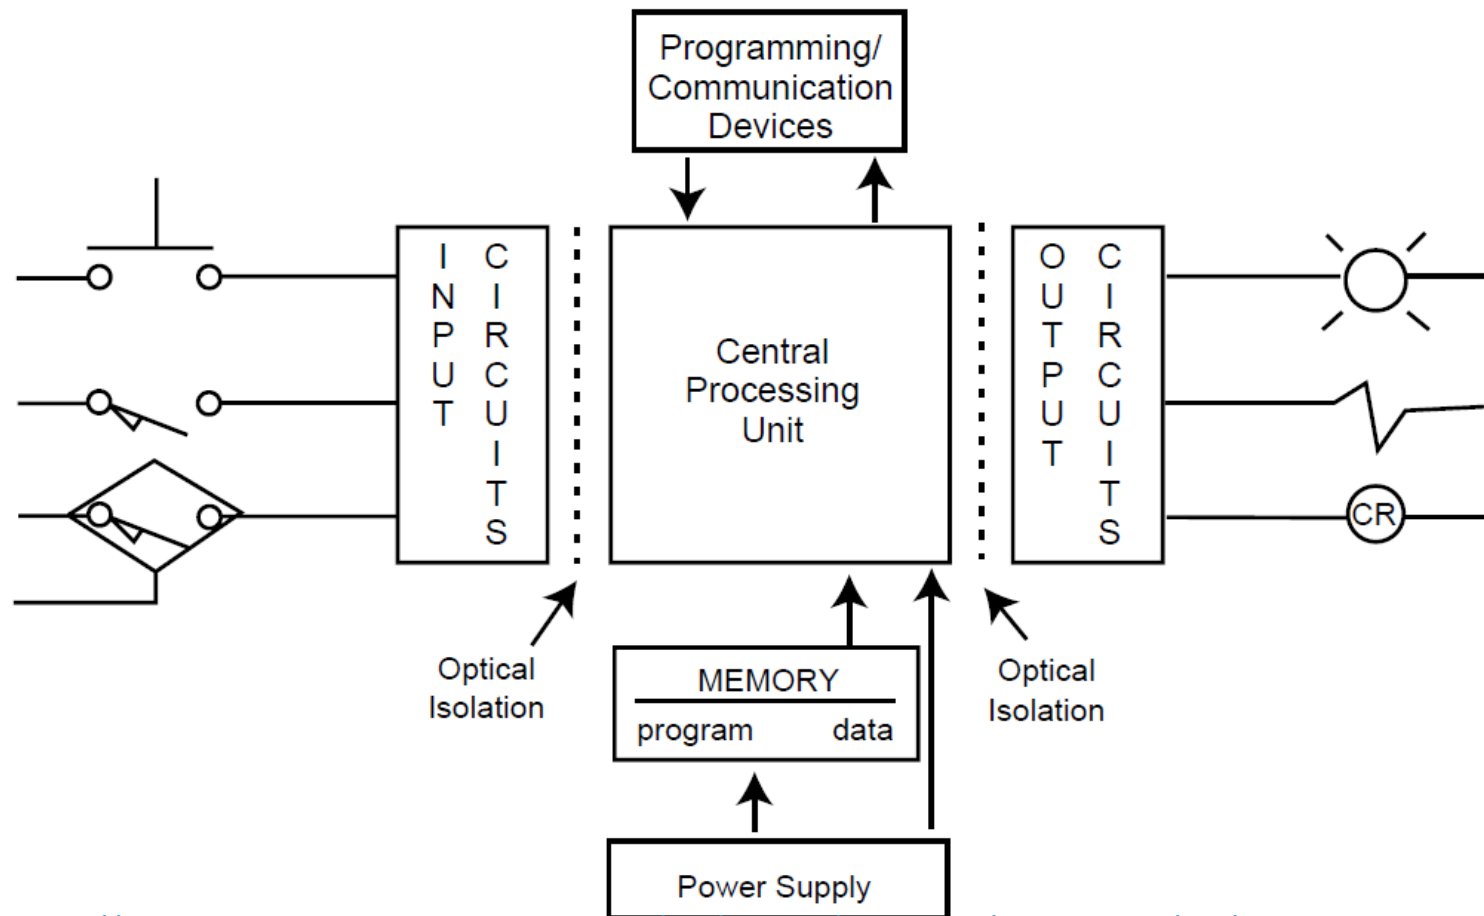 Programming/
Communication
Devices
INPUT
CIRCUITS
Central
Processing
Unit
OUTPUT
CIRCUITS
CR
Optical
Isolation
Optical
Isolation
MEMORY
program data
Power Supply